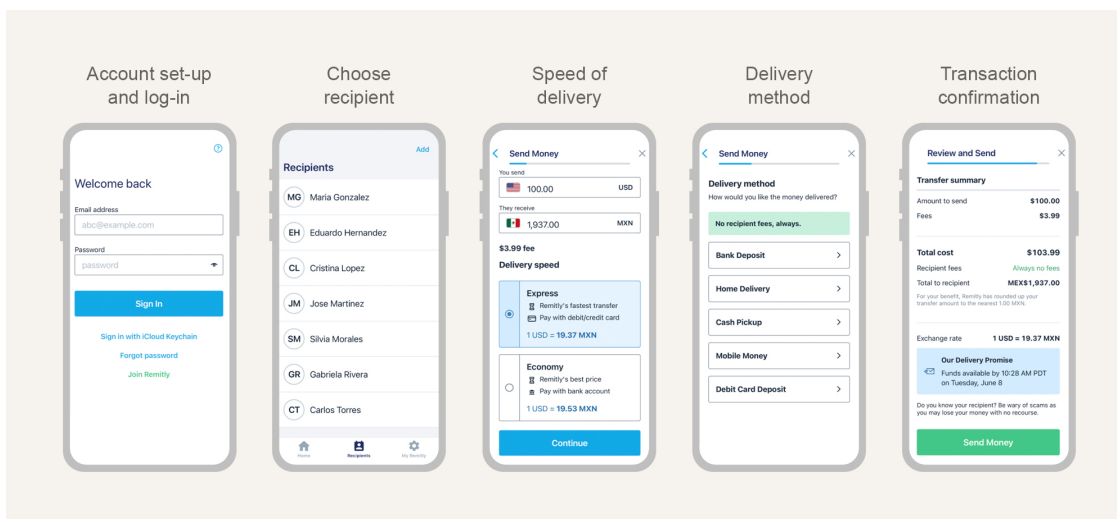 Account set-up
and log-in
Welcome back
Email address
abc@example.com
Password
password
Sign In
Sign in with iCloud Keychain
Forgot password
Join Remitly
Choose
recipient
Add
Recipients
MG Maria Gonzalez
EH Eduardo Hernandez
CL Cristina Lopez
JM Jose Martinez
SM Silvia Morales
GR Gabriela Rivera
CT Carlos Torres
Home Recipients My Remitly
Speed of
delivery
Send Money
You send
100.00 USD
They receive
1,937.00 MXN
$3.99 fee
Delivery speed
Express
Remitly's fastest transfer
Pay with debit/credit card
1 USD = 19.37 MXN
Economy
Remitly's best price
Pay with bank account
1 USD = 19.53 MXN
Continue
Delivery
method
Send Money
Delivery method
How would you like the money delivered?
No recipient fees, always.
Bank Deposit
Home Delivery
Cash Pickup
Mobile Money
Debit Card Deposit
Transaction
confirmation
Review and Send
Transfer summary
Amount to send $100.00
Fees $3.99
Total cost $103.99
Recipient fees Always no fees
Total to recipient MEX$1,937.00
For your benefit, Remitly has rounded up your
transfer amount to the nearest 1.00 MXN.
Exchange rate 1 USD = 19.37 MXN
Our Delivery Promise
Funds available by 10:28 AM PDT
on Tuesday, June 8
Do you know your recipient? Be wary of scams as
you may lose your money with no recourse.
Send Money